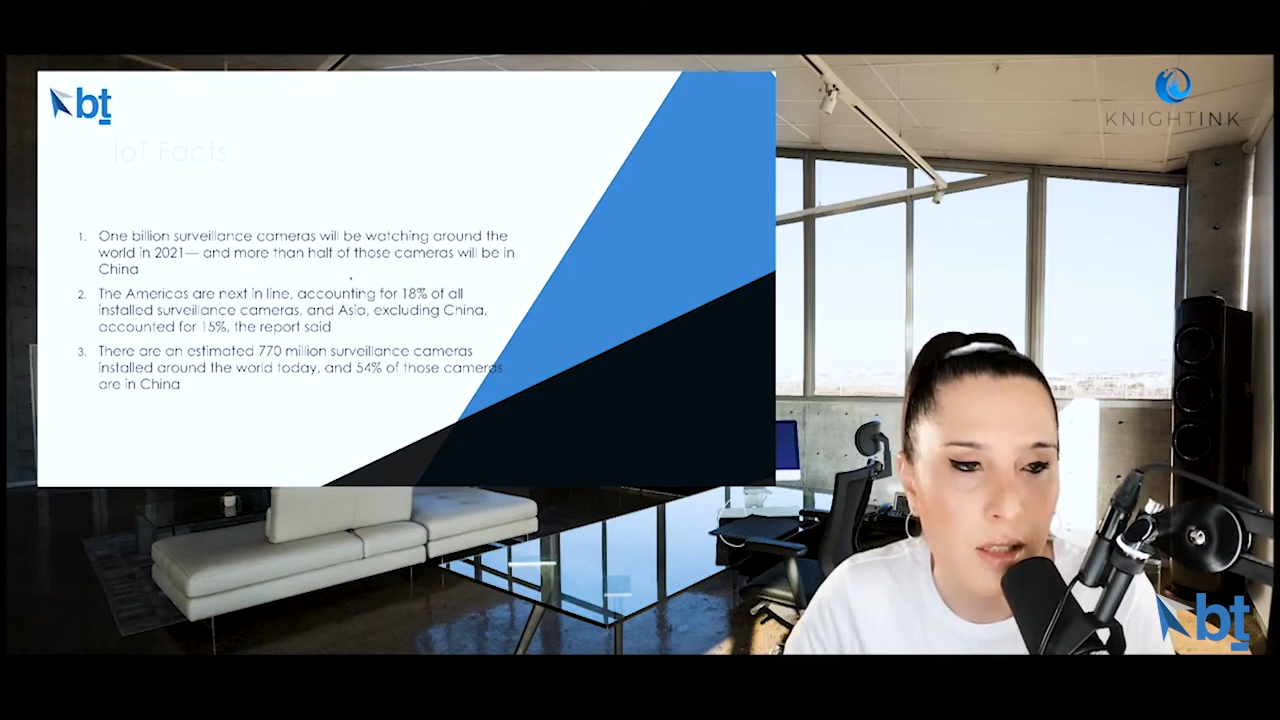 bt
KNIGHTINK
IoT Facts
1. One billion surveillance cameras will be watching around the
world in 2021— and more than half of those cameras will be in
China
2. The Americas are next in line, accounting for 18% of all
installed surveillance cameras, and Asia, excluding China,
accounted for 15%, the report said
3. There are an estimated 770 million surveillance cameras
installed around the world today, and 54% of those cameras
are in China
bt